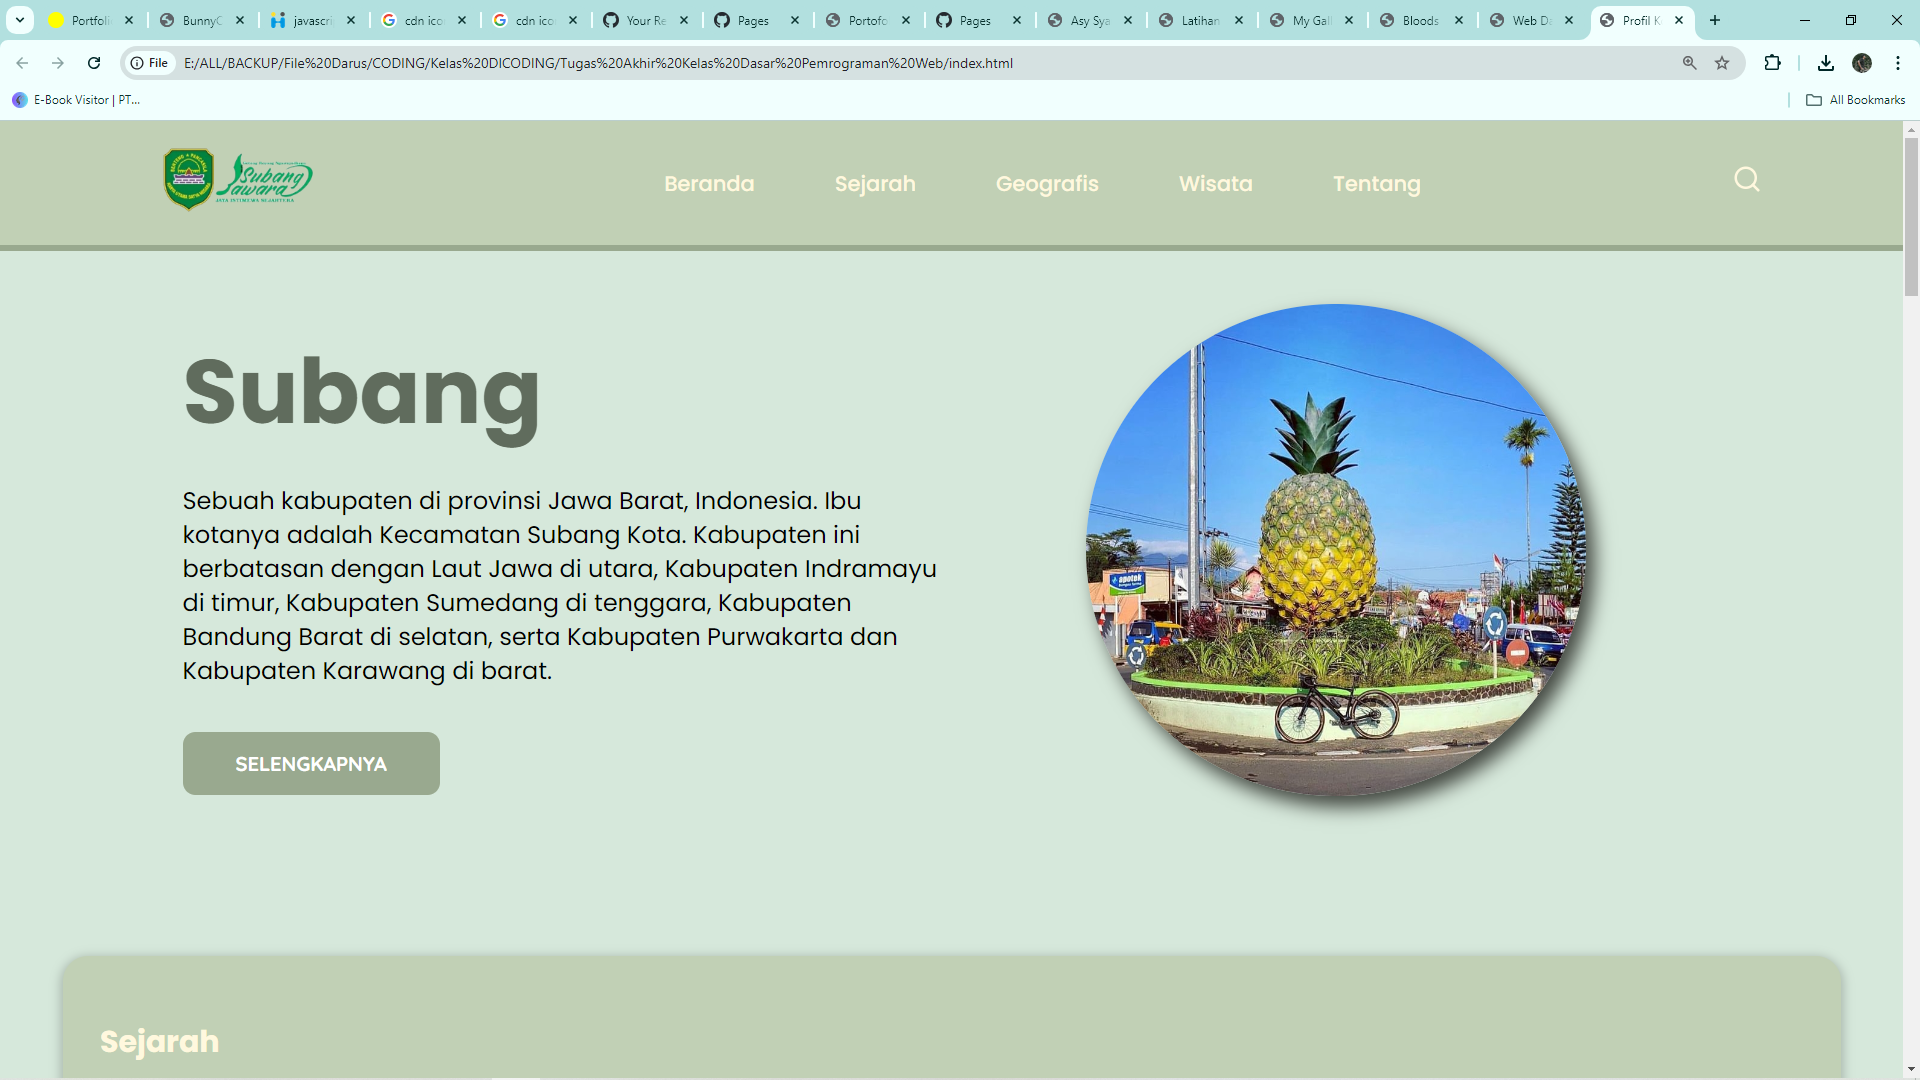 Portfoli
BunnyC
javascri
cdn ico
cdn ico
Your Re
Pages
Portofo
Pages
Asy Sya
Latihan
My Gall
Bloods
Web Da
Profil K
File
E:/ALL/BACKUP/File%20Darus/CODING/Kelas%20DICODING/Tugas%20Akhir%20Kelas%20Dasar%20Pemrograman%20Web/index.html
E-Book Visitor | PT...
All Bookmarks
Subang
Jawara
Beranda
Sejarah
Geografis
Wisata
Tentang
Subang
Sebuah kabupaten di provinsi Jawa Barat, Indonesia. Ibu
kotanya adalah Kecamatan Subang Kota. Kabupaten ini
berbatasan dengan Laut Jawa di utara, Kabupaten Indramayu
di timur, Kabupaten Sumedang di tenggara, Kabupaten
Bandung Barat di selatan, serta Kabupaten Purwakarta dan
Kabupaten Karawang di barat.
apotek
SELENGKAPNYA
Sejarah